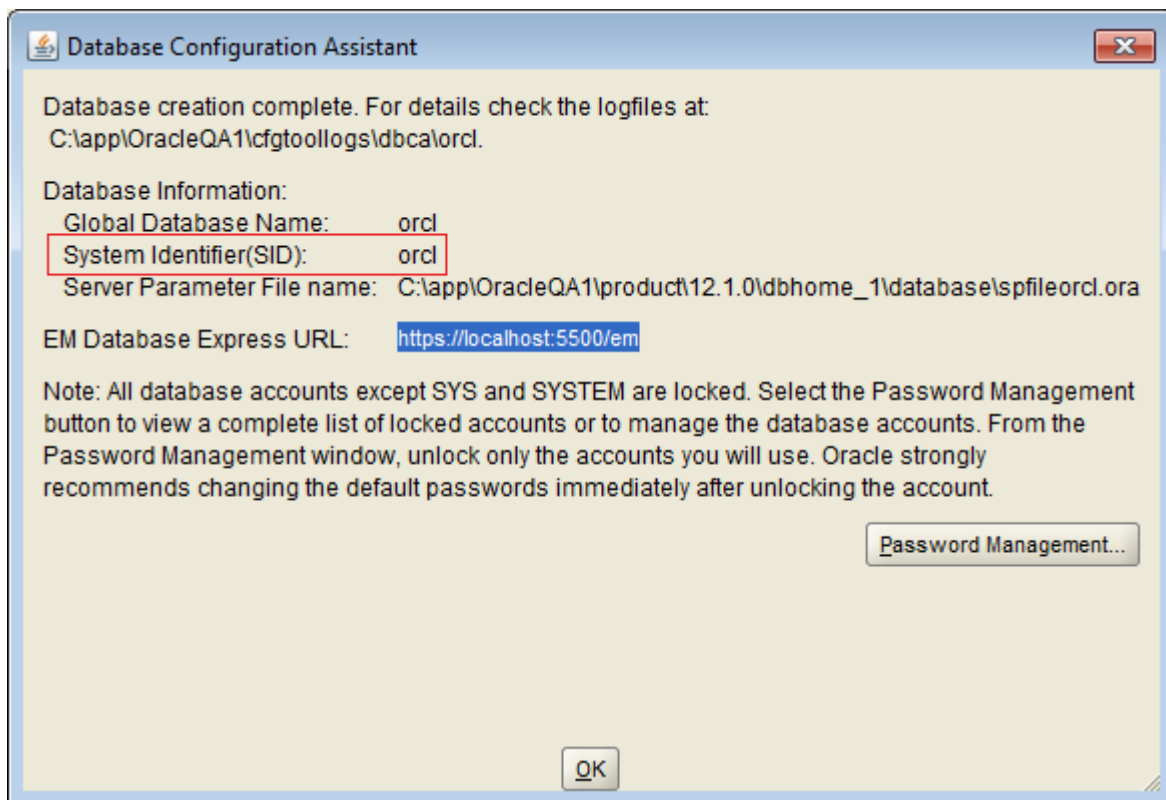 Database Configuration Assistant
Database creation complete. For details check the logfiles at:
C:\app\OracleQA1\cfgtoollogs\dbca\orcl.
Database Information:
Global Database Name: orcl
System Identifier(SID): orcl
Server Parameter File name: C:\app\OracleQA1\product\12.1.0\dbhome_1\database\spfileorcl.ora
EM Database Express URL: https://localhost:5500/em
Note: All database accounts except SYS and SYSTEM are locked. Select the Password Management
button to view a complete list of locked accounts or to manage the database accounts. From the
Password Management window, unlock only the accounts you will use. Oracle strongly
recommends changing the default passwords immediately after unlocking the account.
Password Management...
OK